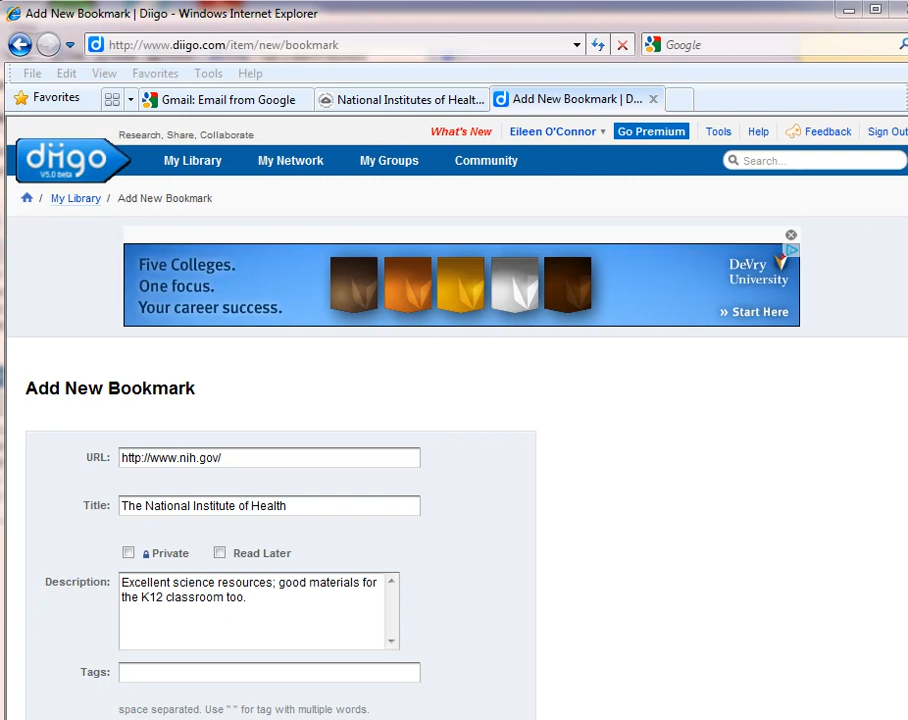 Add New Bookmark | Diigo - Windows Internet Explorer
http://www.diigo.com/item/new/bookmark
Google
File Edit View Favorites Tools Help
Favorites
Gmail: Email from Google
National Institutes of Healt...
Add New Bookmark | D...
Research, Share, Collaborate
What's New Eileen O'Connor Go Premium Tools Help Feedback Sign Out
diigo
V5.0 beta
My Library My Network My Groups Community
Search...
/ My Library / Add New Bookmark
Five Colleges.
One focus.
Your career success.
DeVry
University
» Start Here
Add New Bookmark
URL: http://www.nih.gov/
Title: The National Institute of Health
Private Read Later
Description: Excellent science resources; good materials for
the K12 classroom too.
Tags:
space separated. Use " " for tag with multiple words.